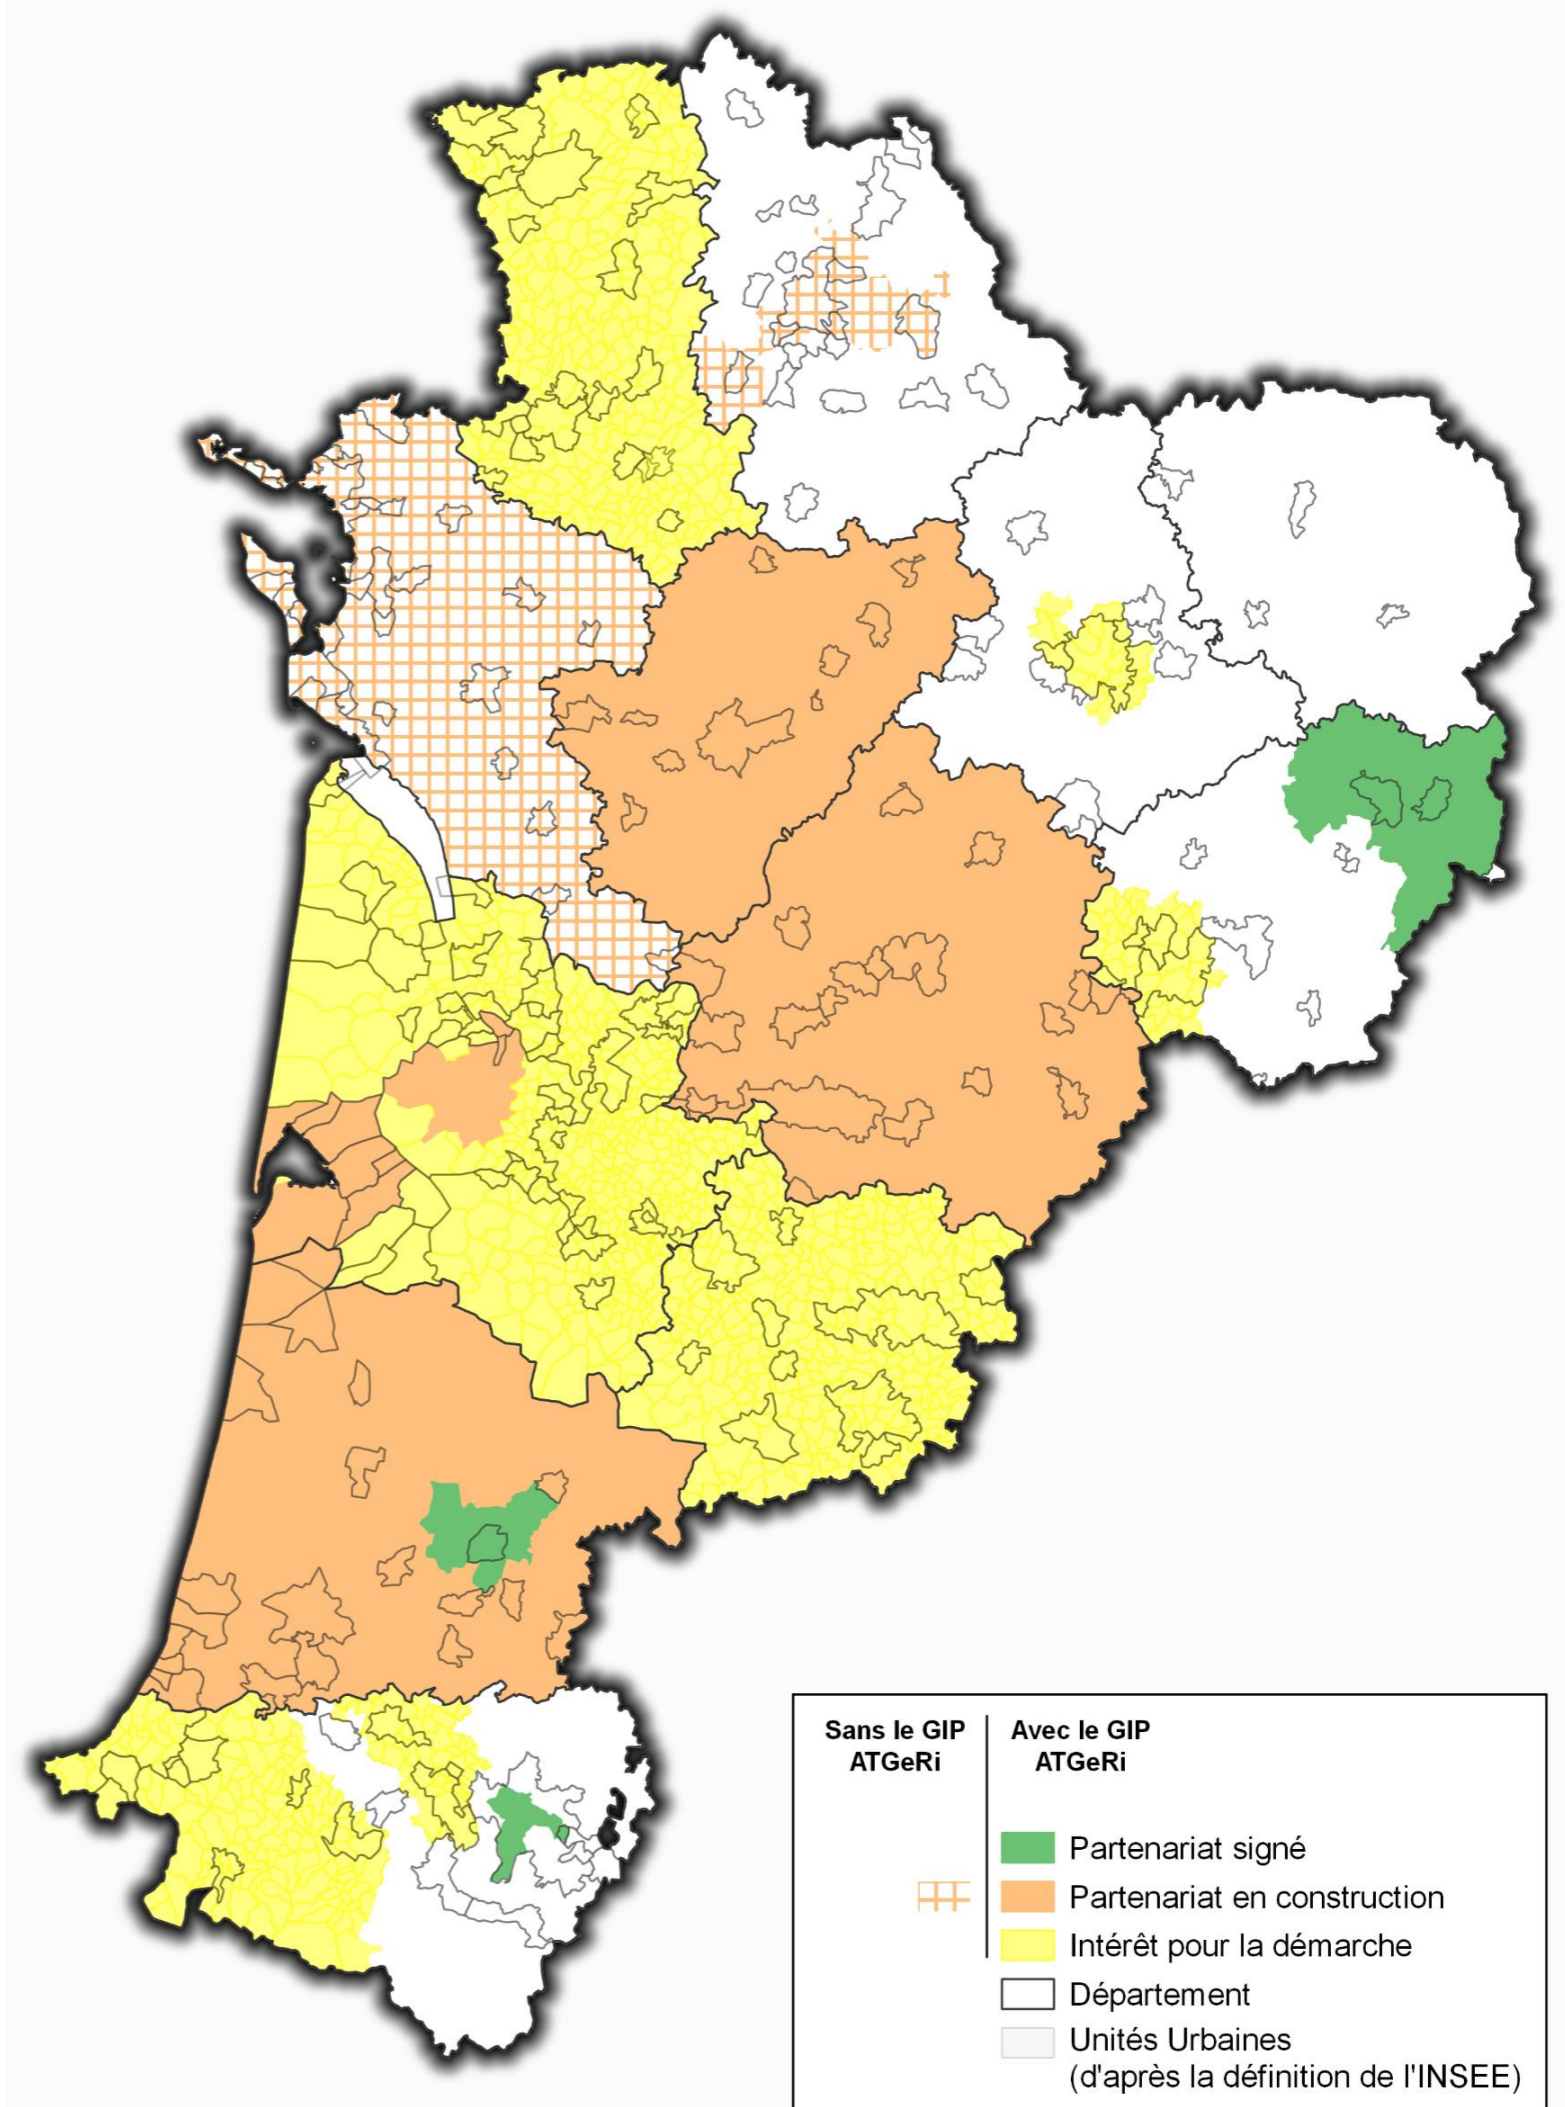 Sans le GIP
ATGeRi
Avec le GIP
ATGeRi
Partenariat signé
Partenariat en construction
Intérêt pour la démarche
Département
Unités Urbaines
(d'après la définition de l'INSEE)